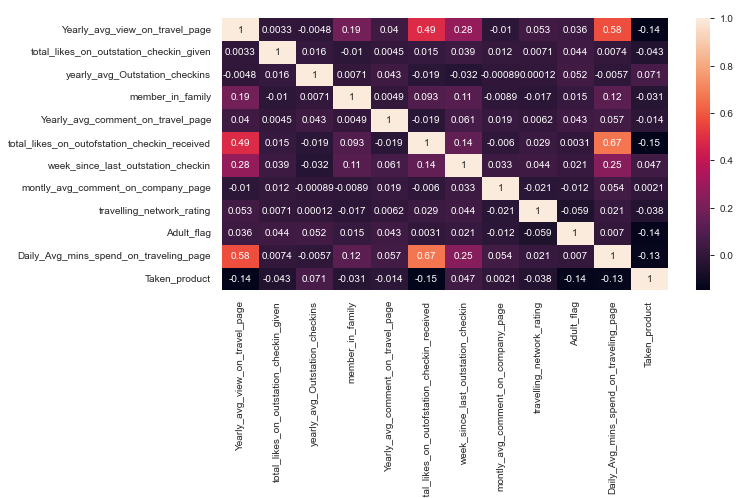 Yearly_avg_view_on_travel_page 1 0.0033 -0.0048 0.19 0.04 0.49 0.28 -0.01 0.053 0.036 0.58 -0.14
total_likes_on_outstation_checkin_given 0.0033 1 0.016 -0.01 0.0045 0.015 0.039 0.012 0.0071 0.044 0.0074 -0.043
yearly_avg_Outstation_checkins -0.0048 0.016 1 0.0071 0.043 -0.019 -0.032 -0.00089 0.00012 0.052 -0.0057 0.071
member_in_family 0.19 -0.01 0.0071 1 0.0049 0.093 0.11 -0.0089 -0.017 0.015 0.12 -0.031
Yearly_avg_comment_on_travel_page 0.04 0.0045 0.043 0.0049 1 -0.019 0.061 0.019 0.0062 0.043 0.057 -0.014
total_likes_on_outofstation_checkin_received 0.49 0.015 -0.019 0.093 -0.019 1 0.14 -0.006 0.029 0.0031 0.67 -0.15
week_since_last_outstation_checkin 0.28 0.039 -0.032 0.11 0.061 0.14 1 0.033 0.044 0.021 0.25 0.047
montly_avg_comment_on_company_page -0.01 0.012 -0.00089 -0.0089 0.019 -0.006 0.033 1 -0.021 -0.012 0.054 0.0021
travelling_network_rating 0.053 0.0071 0.00012 -0.017 0.0062 0.029 0.044 -0.021 1 -0.059 0.021 -0.038
Adult_flag 0.036 0.044 0.052 0.015 0.043 0.0031 0.021 -0.012 -0.059 1 0.007 -0.14
Daily_Avg_mins_spend_on_traveling_page 0.58 0.0074 -0.0057 0.12 0.057 0.67 0.25 0.054 0.021 0.007 1 -0.13
Taken_product -0.14 -0.043 0.071 -0.031 -0.014 -0.15 0.047 0.0021 -0.038 -0.14 -0.13 1
Yearly_avg_view_on_travel_page
total_likes_on_outstation_checkin_given
yearly_avg_Outstation_checkins
member_in_family
Yearly_avg_comment_on_travel_page
tal_likes_on_outofstation_checkin_received
week_since_last_outstation_checkin
montly_avg_comment_on_company_page
travelling_network_rating
Adult_flag
Daily_Avg_mins_spend_on_traveling_page
Taken_product
1.0
0.8
0.6
0.4
0.2
0.0